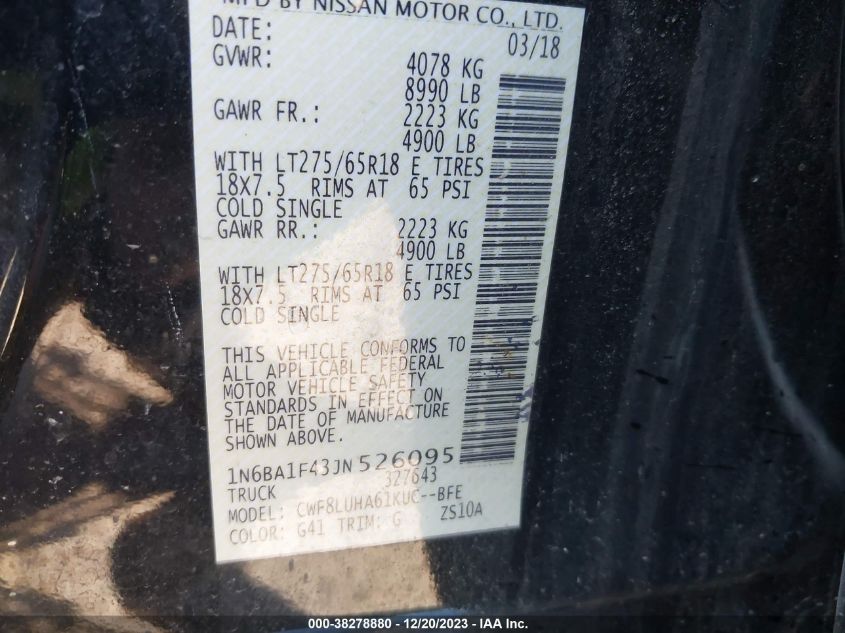 MFD BY NISSAN MOTOR CO., LTD.
DATE: 03/18
GVWR: 4078 KG
8990 LB
GAWR FR.: 2223 KG
4900 LB
WITH LT275/65R18 E TIRES
18X7.5 RIMS AT 65 PSI
COLD SINGLE
GAWR RR.: 2223 KG
4900 LB
WITH LT275/65R18 E TIRES
18X7.5 RIMS AT 65 PSI
COLD SINGLE
THIS VEHICLE CONFORMS TO
ALL APPLICABLE FEDERAL
MOTOR VEHICLE SAFETY
STANDARDS IN EFFECT ON
THE DATE OF MANUFACTURE
SHOWN ABOVE.
1N6BA1F43JN526095
327643
TRUCK
MODEL: CWF8LUHA61KUC--BFE
COLOR: G41 TRIM: G ZS10A
000-38278880 - 12/20/2023 - IAA Inc.